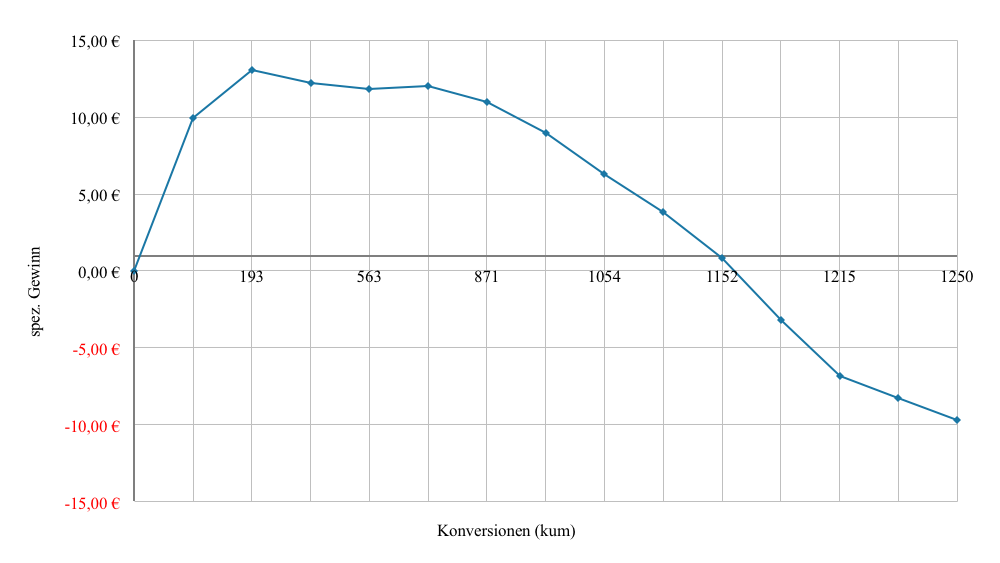 15,00 €
10,00 €
5,00 €
0,00 €
-5,00 €
-10,00 €
-15,00 €
spez. Gewinn
0 193 563 871 1054 1152 1215 1250
Konversionen (kum)